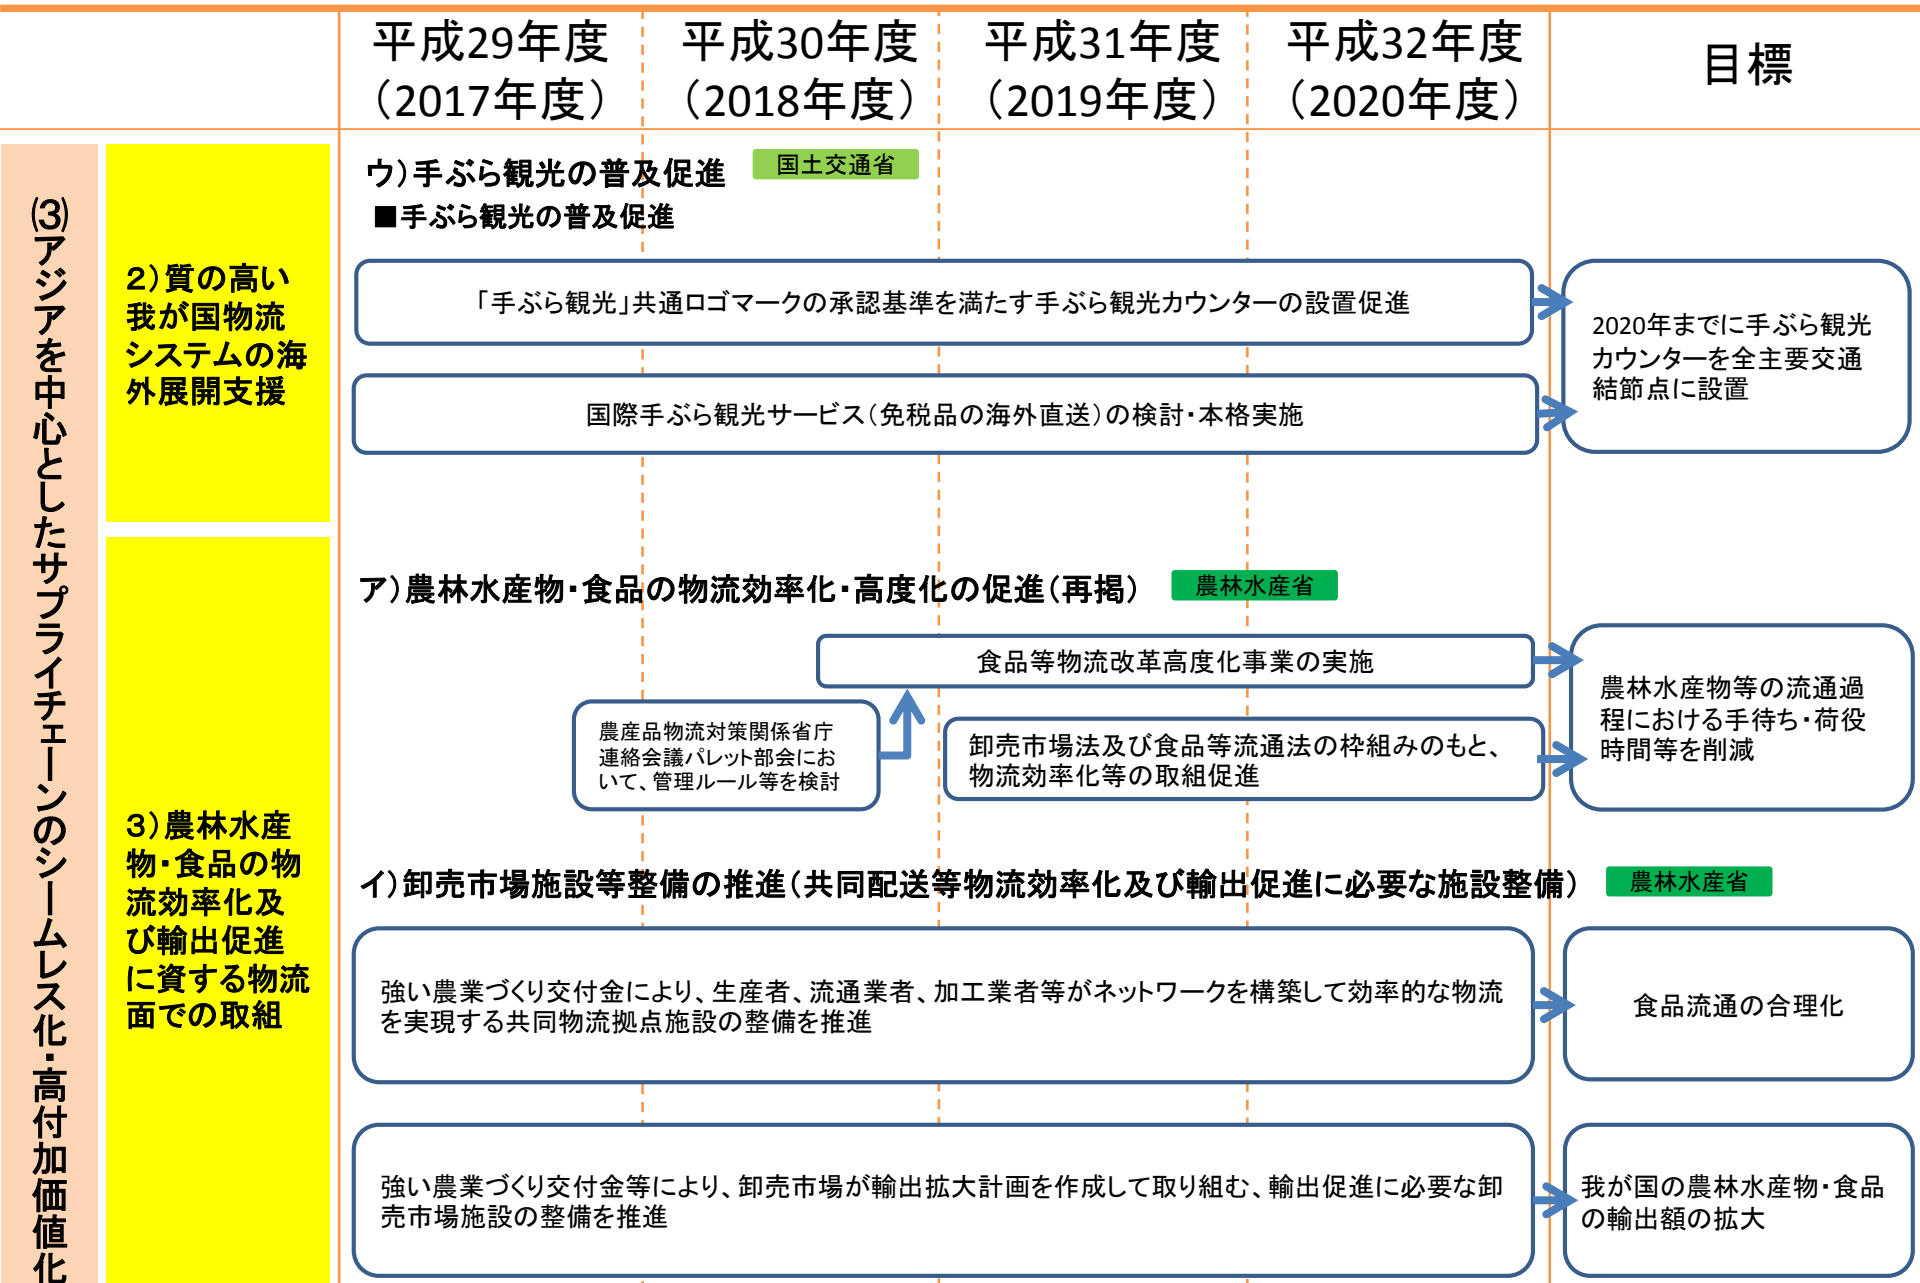 平成29年度
（2017年度）
平成30年度
（2018年度）
平成31年度
（2019年度）
平成32年度
（2020年度）
目標
(3)アジアを中心としたサプライチェーンのシームレス化・高付加価値化
2）質の高い
我が国物流
システムの海
外展開支援
ウ）手ぶら観光の普及促進
国土交通省
■手ぶら観光の普及促進
「手ぶら観光」共通ロゴマークの承認基準を満たす手ぶら観光カウンターの設置促進
国際手ぶら観光サービス（免税品の海外直送）の検討・本格実施
2020年までに手ぶら観光
カウンターを全主要交通
結節点に設置
3）農林水産
物・食品の物
流効率化及
び輸出促進
に資する物流
面での取組
ア）農林水産物・食品の物流効率化・高度化の促進（再掲）
農林水産省
食品等物流改革高度化事業の実施
農産品物流対策関係省庁
連絡会議パレット部会にお
いて、管理ルール等を検討
卸売市場法及び食品等流通法の枠組みのもと、
物流効率化等の取組促進
農林水産物等の流通過
程における手待ち・荷役
時間等を削減
イ）卸売市場施設等整備の推進（共同配送等物流効率化及び輸出促進に必要な施設整備）
農林水産省
強い農業づくり交付金により、生産者、流通業者、加工業者等がネットワークを構築して効率的な物流
を実現する共同物流拠点施設の整備を推進
食品流通の合理化
強い農業づくり交付金等により、卸売市場が輸出拡大計画を作成して取り組む、輸出促進に必要な卸
売市場施設の整備を推進
我が国の農林水産物・食品
の輸出額の拡大